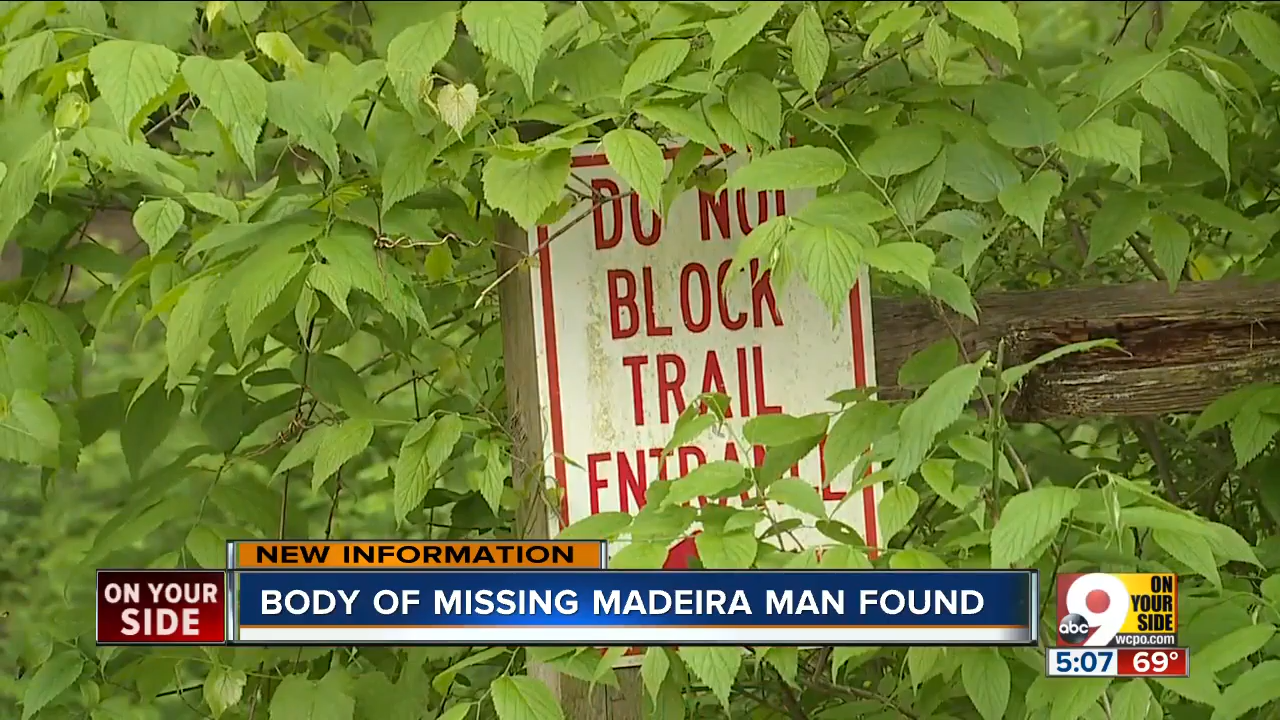 DO NOT
BLOCK
TRAIL
ENTRANCE
NEW INFORMATION
ON YOUR
SIDE
BODY OF MISSING MADEIRA MAN FOUND
abc 9
ON
YOUR
SIDE
wcpo.com
5:07 69°